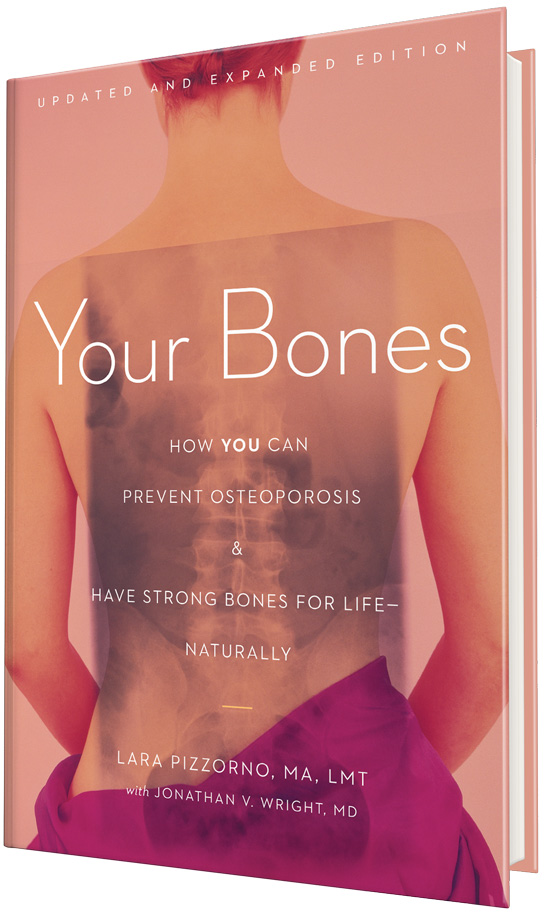 UPDATED AND EXPANDED EDITION
Your Bones
HOW YOU CAN
PREVENT OSTEOPOROSIS
&
HAVE STRONG BONES FOR LIFE—
NATURALLY
LARA PIZZORNO, MA, LMT
with JONATHAN V. WRIGHT, MD